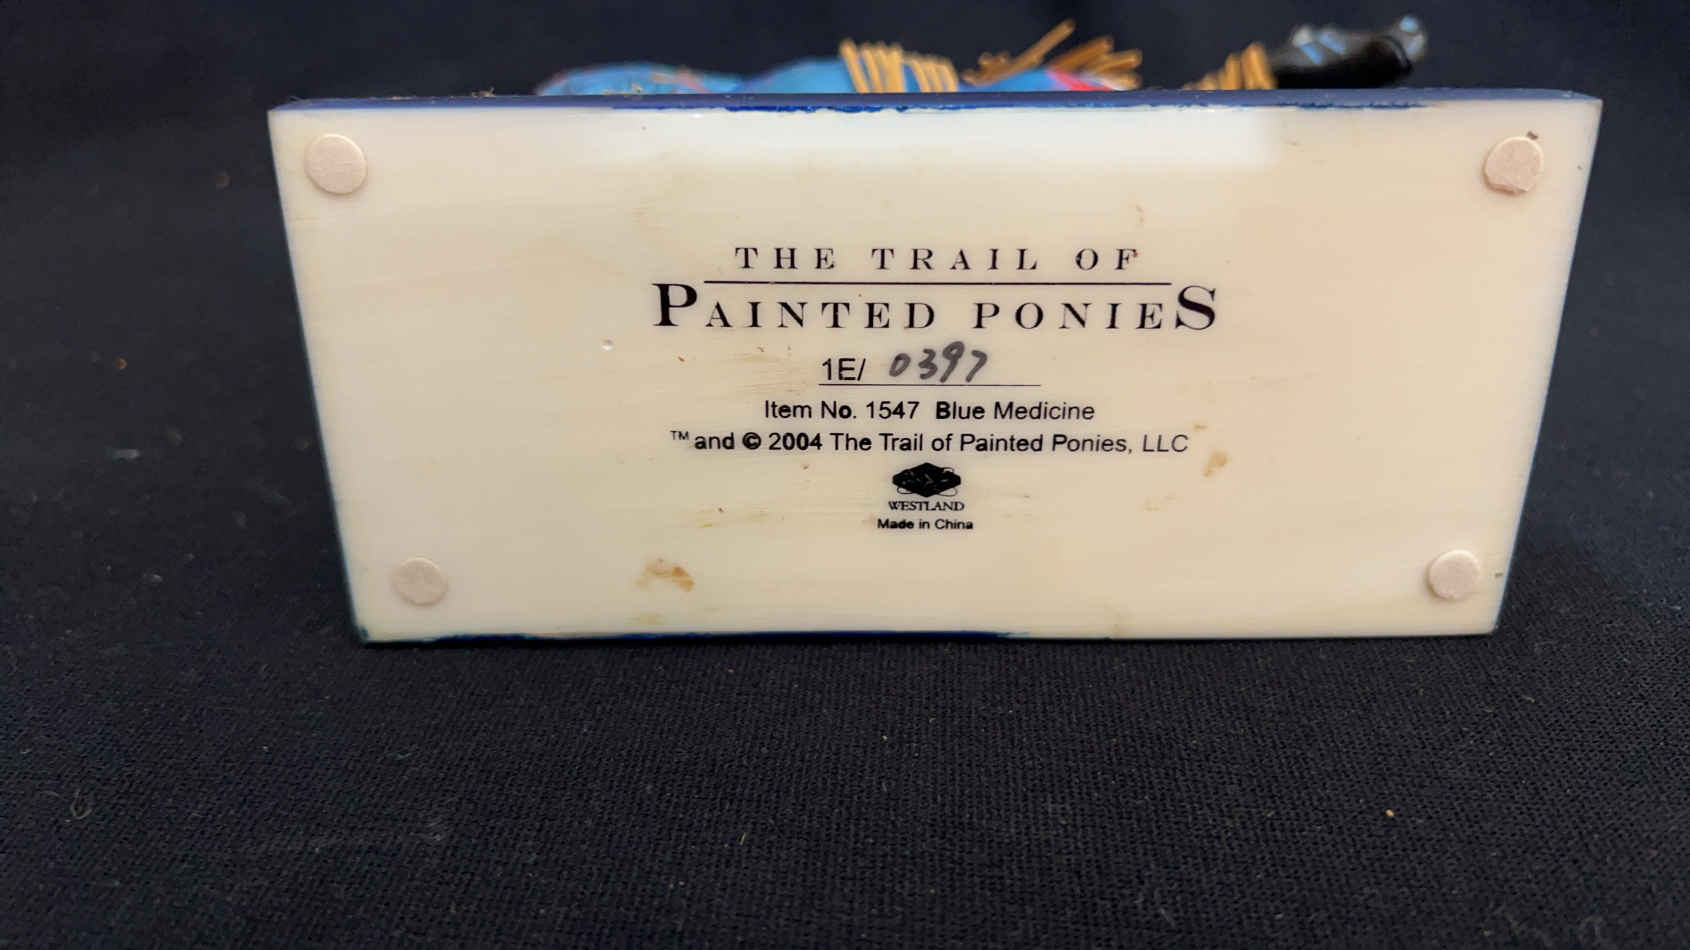 THE TRAIL OF
PAINTED PONIES
1E/ 0397
Item No. 1547 Blue Medicine
™ and © 2004 The Trail of Painted Ponies, LLC
WESTLAND
Made in China